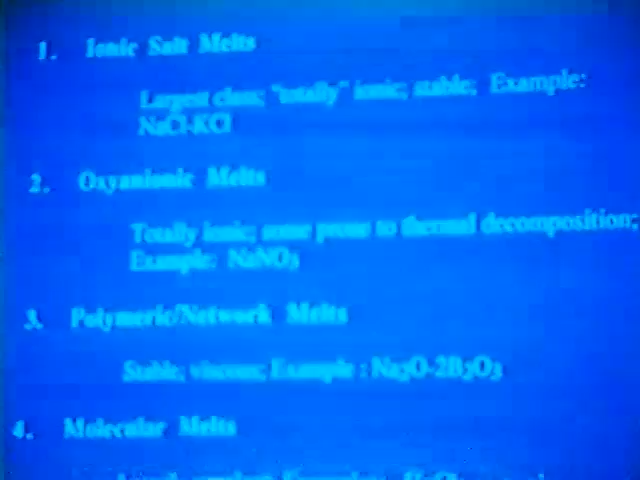 1. Ionic Salt Melts
Largest class; "totally" ionic; stable; Example:
NaCl-KCl
2. Oxyanionic Melts
Totally ionic; some prone to thermal decomposition;
Example: NaNO3
3. Polymeric/Network Melts
Stable, viscous; Example : Na2O-2B2O3
4. Molecular Melts